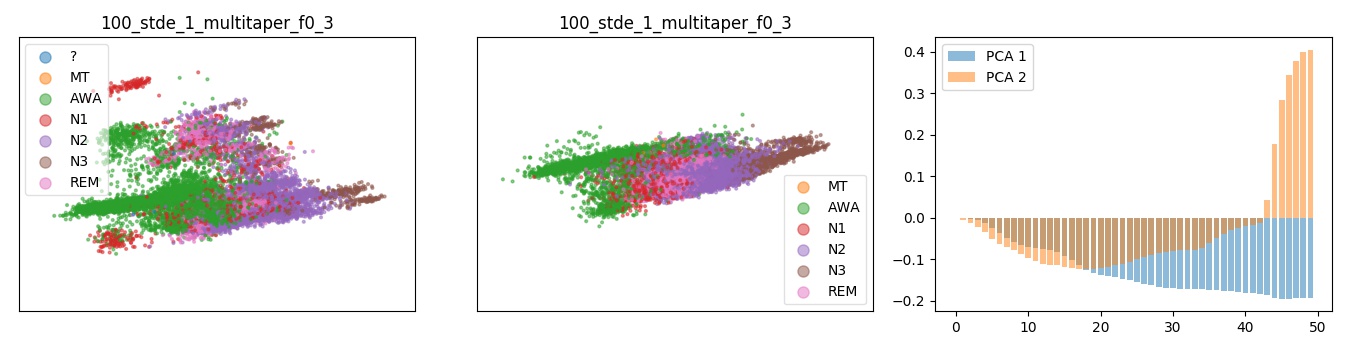 100_stde_1_multitaper_f0_3
?
MT
AWA
N1
N2
N3
REM
100_stde_1_multitaper_f0_3
MT
AWA
N1
N2
N3
REM
PCA 1
PCA 2
0.4
0.3
0.2
0.1
0.0
−0.1
−0.2
0 10 20 30 40 50